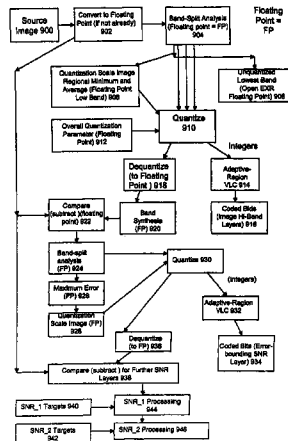 Source
Image 900
Convert to Floating
Point (if not already)
902
Band-Split Analysis
(Floating point = FP)
904
Floating
Point =
FP
Quantization Scale Image
Regional Minimum and
Average (Floating Point
Low Band)
Unquantized
Lowest Band
(Open EXR
Floating Point)
Quantize
910
Overall Quantization
Parameter (Floating
Point) 912
Integers
Dequantize
(to Floating
Point) 918
Adaptive-
Region
VLC 914
Compare
(subtract )(floating
point) 922
Band
Synthesis
(FP) 920
Coded Bits
(Image Hi-Band
Layers) 916
Band-split
analysis
(FP) 924
Quantize 930
Maximum Error
(FP)
(integers)
Quantization
Scale Image (FP)
Adaptive-Region
VLC 932
Dequantize
(to FP) 936
Coded Bits (Error-
bounding SNR
Layer) 934
Compare (subtract) for Further SNR
Layers 938
SNR_1 Targets 940
SNR_1 Processing
944
SNR_2 Targets
942
SNR_2 Processing 946